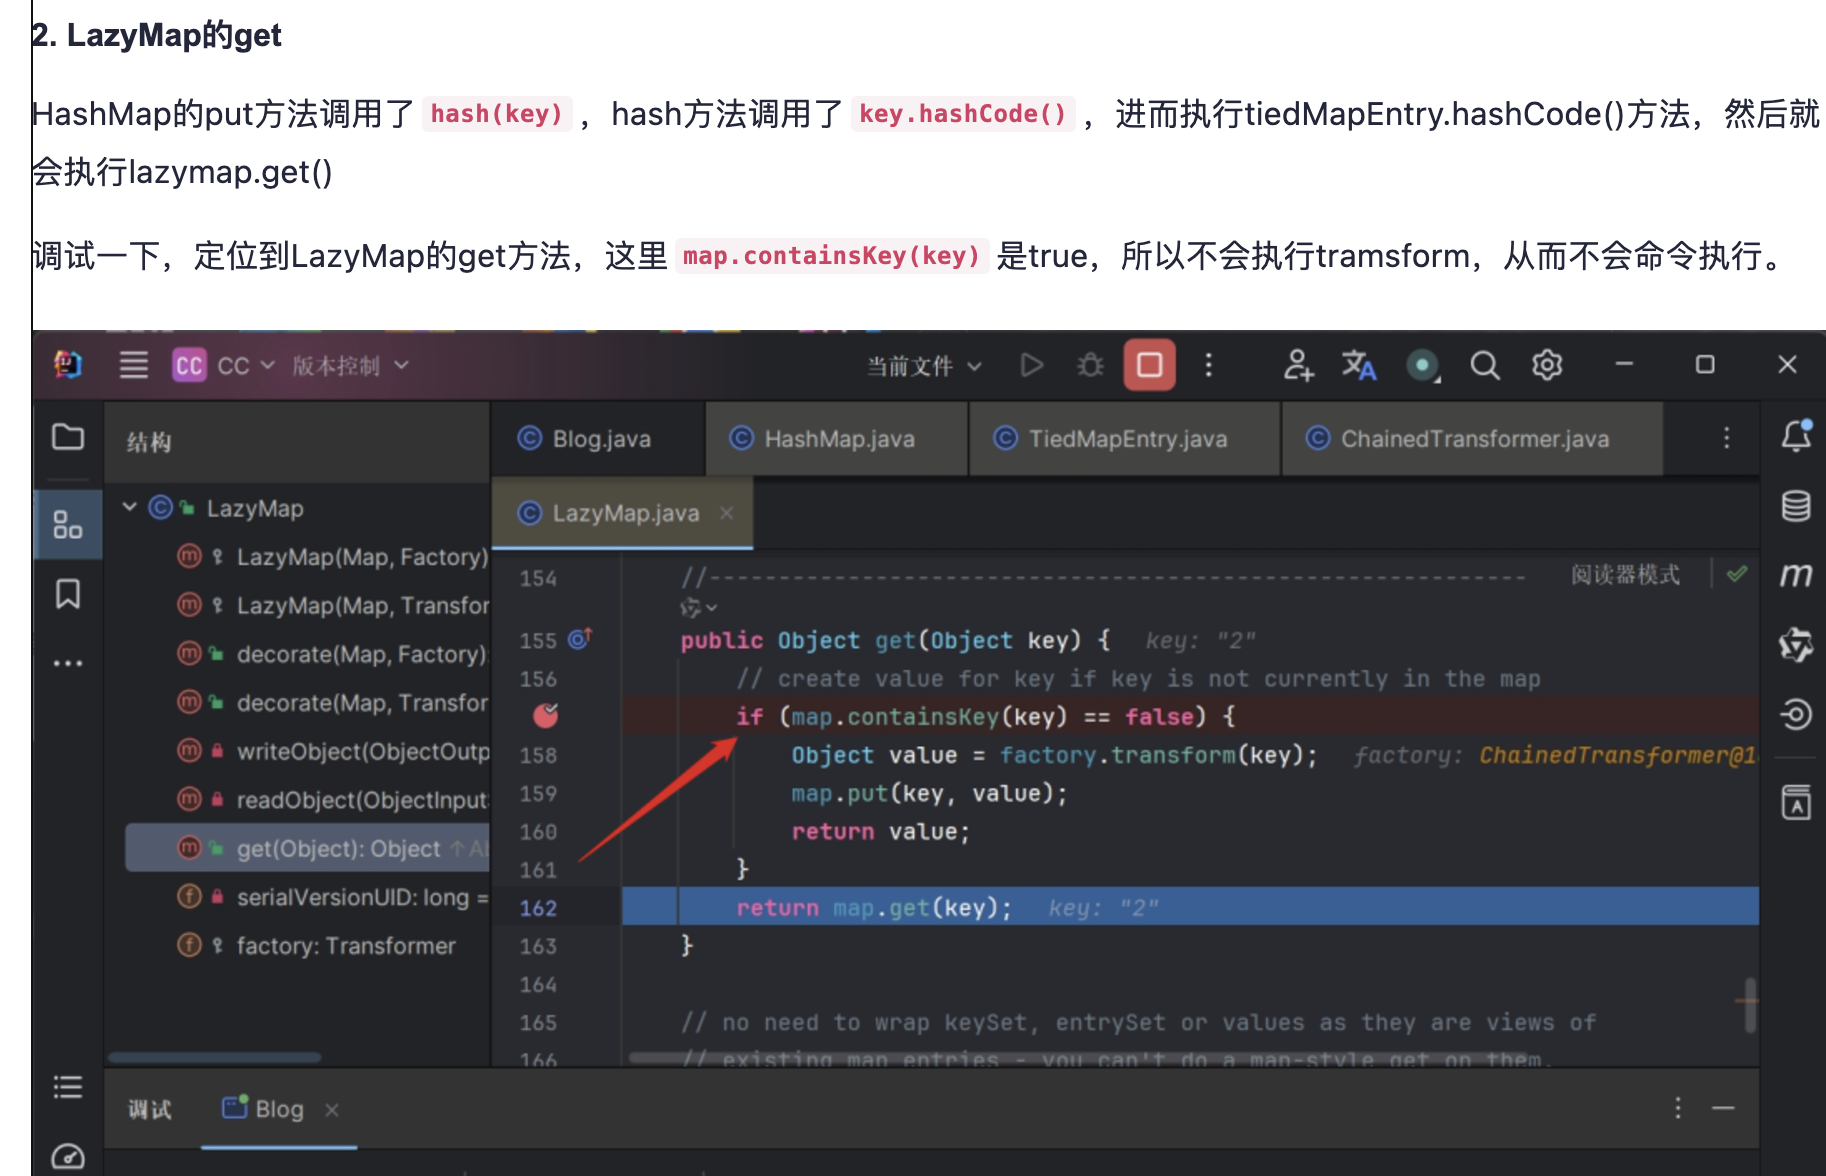 2. LazyMap的get
HashMap的put方法调用了 hash(key) ，hash方法调用了 key.hashCode() ，进而执行tiedMapEntry.hashCode()方法，然后就
会执行lazymap.get()
调试一下，定位到LazyMap的get方法，这里 map.containsKey(key) 是true，所以不会执行tramsform，从而不会命令执行。
CC CC 版本控制 当前文件
结构
Blog.java HashMap.java TiedMapEntry.java ChainedTransformer.java
LazyMap.java
LazyMap
LazyMap(Map, Factory)
LazyMap(Map, Transfor
decorate(Map, Factory):
decorate(Map, Transfor
writeObject(ObjectOutp
readObject(ObjectInput
get(Object): Object
serialVersionUID: long =
factory: Transformer
阅读器模式
154 //-----------------------------------------------------------
155 public Object get(Object key) { key: "2"
156 // create value for key if key is not currently in the map
if (map.containsKey(key) == false) {
158 Object value = factory.transform(key); factory: ChainedTransformer@1
159 map.put(key, value);
160 return value;
161 }
162 return map.get(key); key: "2"
163 }
164
165 // no need to wrap keySet, entrySet or values as they are views of
166 // existing map entries - you can't do a map-style get on them.
调试 Blog